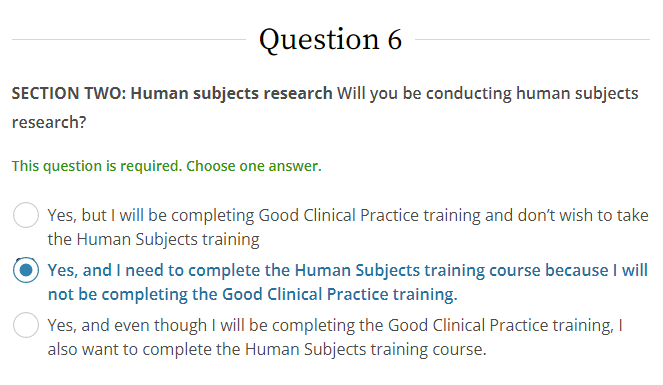 Question 6
SECTION TWO: Human subjects research Will you be conducting human subjects
research?
This question is required. Choose one answer.
Yes, but I will be completing Good Clinical Practice training and don’t wish to take
the Human Subjects training
Yes, and I need to complete the Human Subjects training course because I will
not be completing the Good Clinical Practice training.
Yes, and even though I will be completing the Good Clinical Practice training, I
also want to complete the Human Subjects training course.